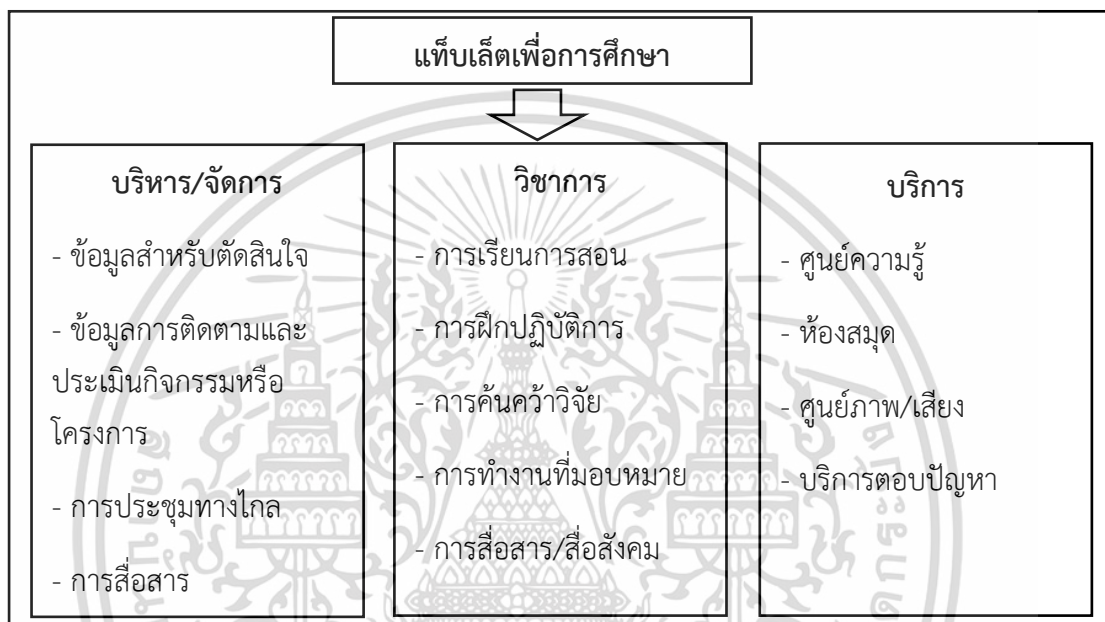 แท็บเล็ตเพื่อการศึกษา
บริหาร/จัดการ
- ข้อมูลสำหรับตัดสินใจ
- ข้อมูลการติดตามและ
ประเมินกิจกรรมหรือ
โครงการ
- การประชุมทางไกล
- การสื่อสาร
วิชาการ
- การเรียนการสอน
- การฝึกปฏิบัติการ
- การค้นคว้าวิจัย
- การทำงานที่มอบหมาย
- การสื่อสาร/สื่อสังคม
บริการ
- ศูนย์ความรู้
- ห้องสมุด
- ศูนย์ภาพ/เสียง
- บริการตอบปัญหา